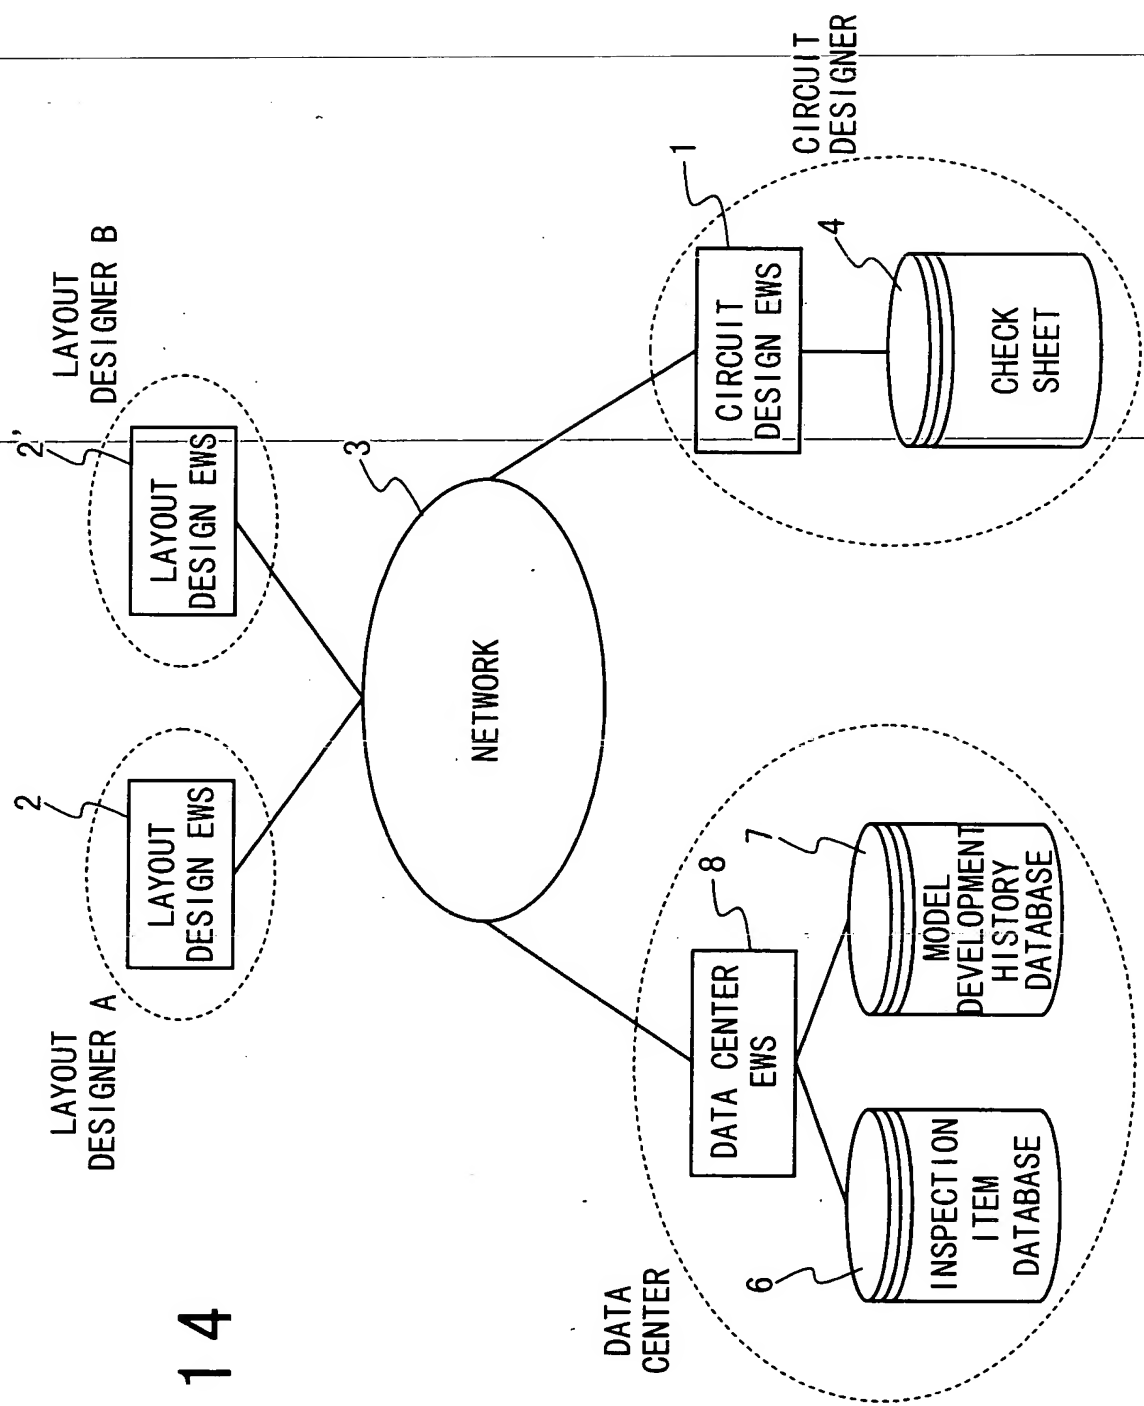 14
LAYOUT
DESIGNER A
2
LAYOUT
DESIGN EWS
LAYOUT
DESIGNER B
2'
LAYOUT
DESIGN EWS
3
NETWORK
DATA
CENTER
8
DATA CENTER
EWS
6
INSPECTION
ITEM
DATABASE
7
MODEL
DEVELOPMENT
HISTORY
DATABASE
1
CIRCUIT
DESIGN EWS
4
CHECK
SHEET
CIRCUIT
DESIGNER